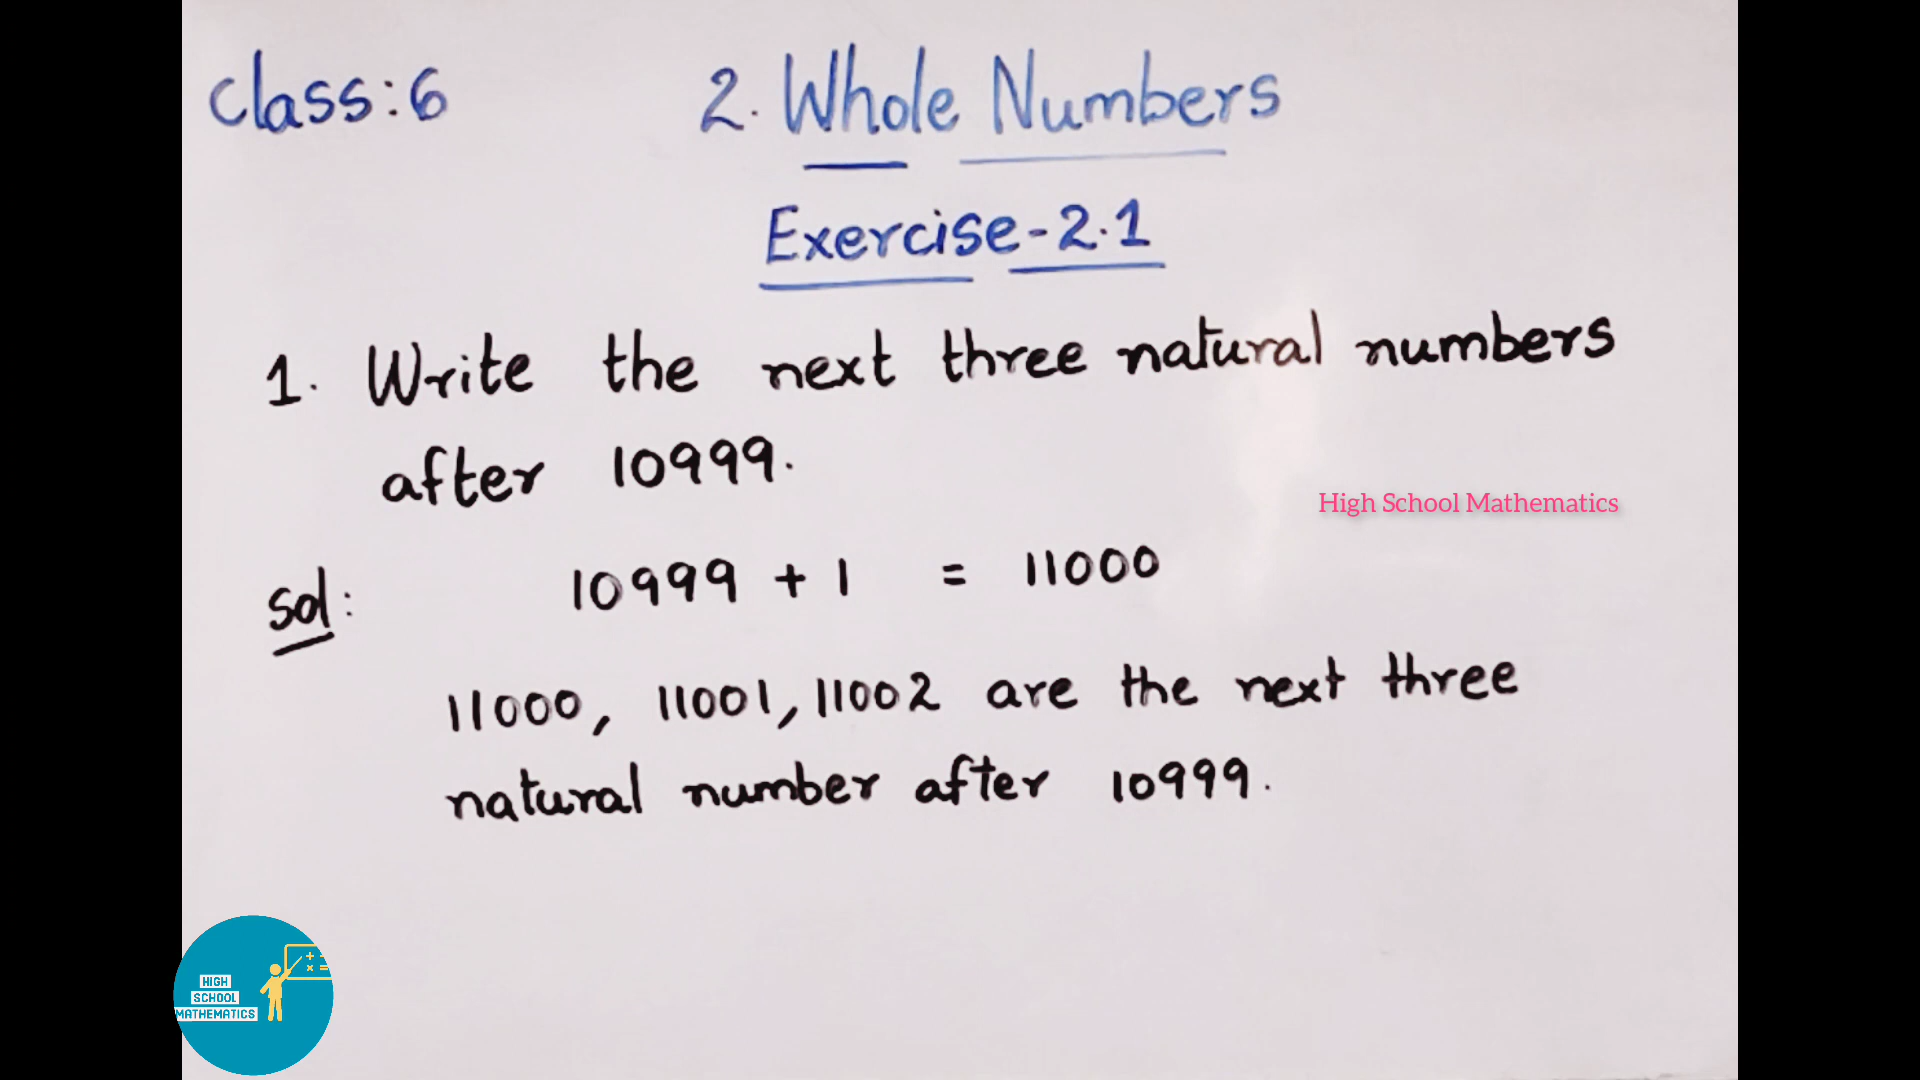 Class:6
2. Whole Numbers
Exercise-2.1
1. Write the next three natural numbers
after 10999.
High School Mathematics
Sol: 10999 + 1 = 11000
11000, 11001, 11002 are the next three
natural number after 10999.
HIGH
SCHOOL
MATHEMATICS